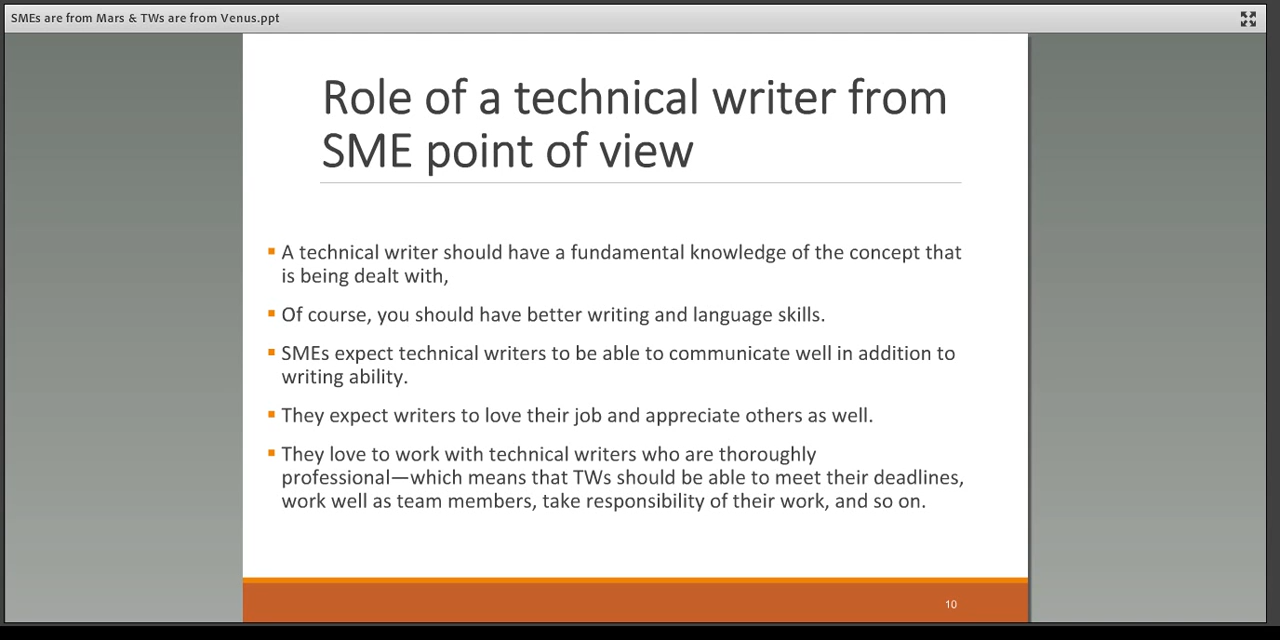 SMEs are from Mars & TWs are from Venus.ppt
Role of a technical writer from
SME point of view
A technical writer should have a fundamental knowledge of the concept that
is being dealt with,
Of course, you should have better writing and language skills.
SMEs expect technical writers to be able to communicate well in addition to
writing ability.
They expect writers to love their job and appreciate others as well.
They love to work with technical writers who are thoroughly
professional—which means that TWs should be able to meet their deadlines,
work well as team members, take responsibility of their work, and so on.
10